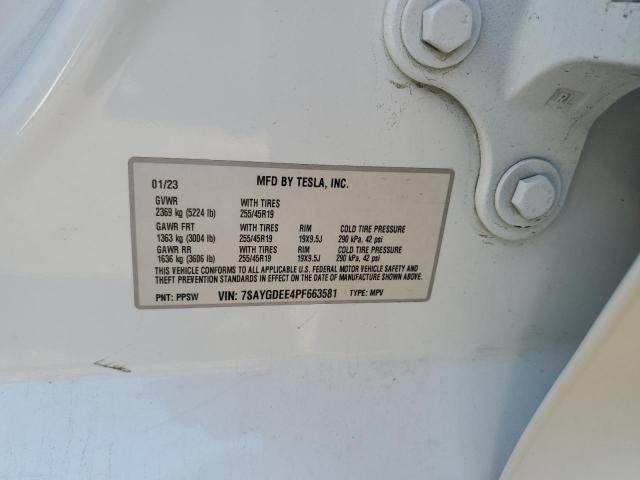 01/23 MFD BY TESLA, INC.
GVWR WITH TIRES
2369 kg (5224 lb) 255/45R19
GAWR FRT WITH TIRES RIM COLD TIRE PRESSURE
1363 kg (3004 lb) 255/45R19 19X9.5J 290 kPa, 42 psi
GAWR RR WITH TIRES RIM COLD TIRE PRESSURE
1636 kg (3606 lb) 255/45R19 19X9.5J 290 kPa, 42 psi
THIS VEHICLE CONFORMS TO ALL APPLICABLE U.S. FEDERAL MOTOR VEHICLE SAFETY AND
THEFT PREVENTION STANDARDS IN EFFECT ON THE DATE OF MANUFACTURE SHOWN ABOVE.
PNT: PPSW VIN: 7SAYGDEE4PF663581 TYPE: MPV